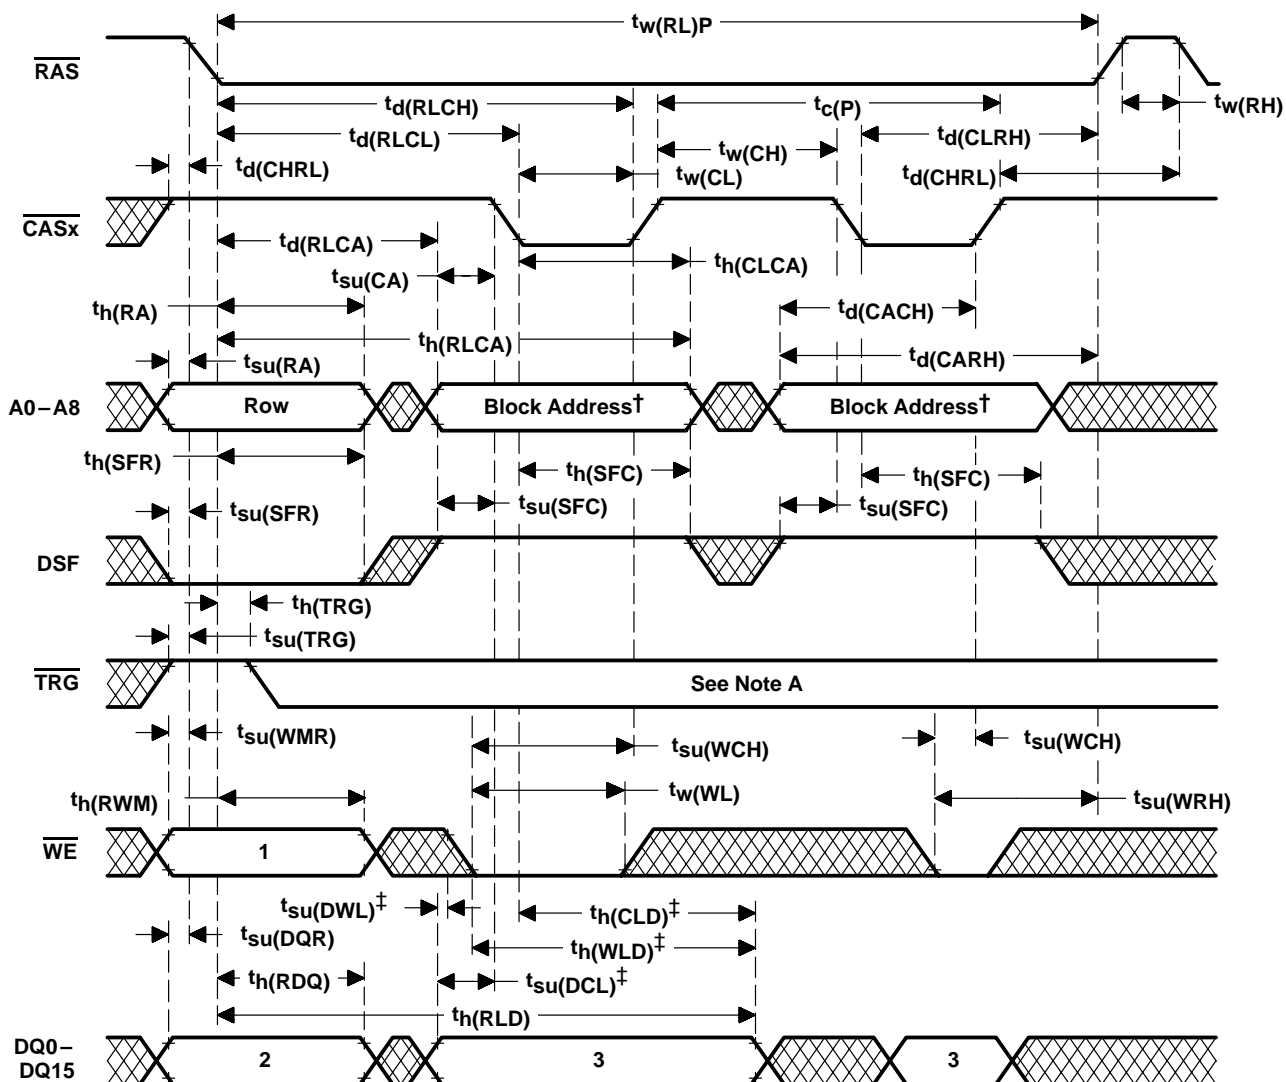 tw(RL)P
RAS
td(RLCH)
tc(P)
tw(RH)
td(RLCL)
td(CLRH)
tw(CH)
td(CHRL)
tw(CL)
td(CHRL)
CASx
td(RLCA)
th(CLCA)
tsu(CA)
th(RA)
td(CACH)
th(RLCA)
td(CARH)
tsu(RA)
A0–A8
Row
Block Address†
Block Address†
th(SFR)
th(SFC)
th(SFC)
tsu(SFR)
tsu(SFC)
tsu(SFC)
DSF
th(TRG)
tsu(TRG)
TRG
See Note A
tsu(WMR)
tsu(WCH)
tsu(WCH)
th(RWM)
tw(WL)
tsu(WRH)
WE
1
tsu(DWL)‡
th(CLD)‡
tsu(DQR)
th(WLD)‡
th(RDQ)
tsu(DCL)‡
th(RLD)
DQ0–
DQ15
2
3
3